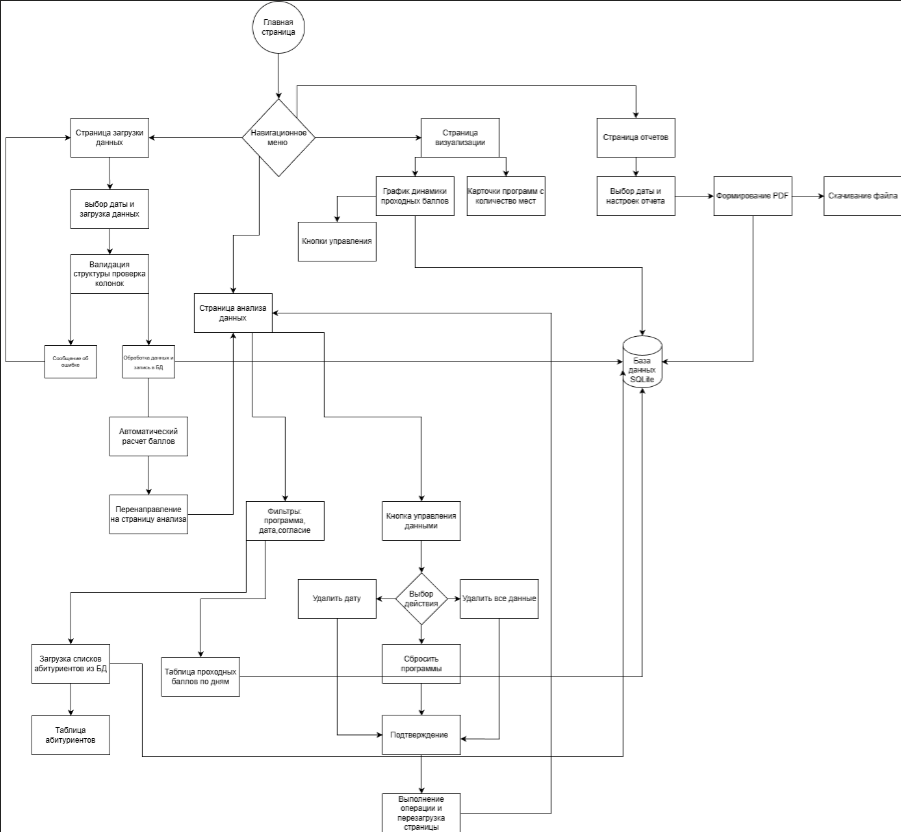 Главная
страница
Навигационное
меню
Страница загрузки
данных
Страница
визуализации
Страница отчетов
выбор даты и
загрузка данных
График динамики
проходных баллов
Карточки программ с
количество мест
Выбор даты и
настроек отчета
Формирование PDF
Скачивание файла
Кнопки управления
Валидация
структуры проверка
колонок
Страница анализа
данных
Сообщение об
ошибке
Обработка данных и
запись в БД
База
данных
SQLite
Автоматический
расчет баллов
Перенаправление
на страницу анализа
Фильтры:
программа,
дата,согласие
Кнопка управления
данными
Удалить дату
Выбор
действия
Удалить все данные
Загрузка списков
абитуриентов из БД
Таблица проходных
баллов по дням
Сбросить
программы
Таблица
абитуриентов
Подтверждение
Выполнение
операции и
перезагрузка
страницы